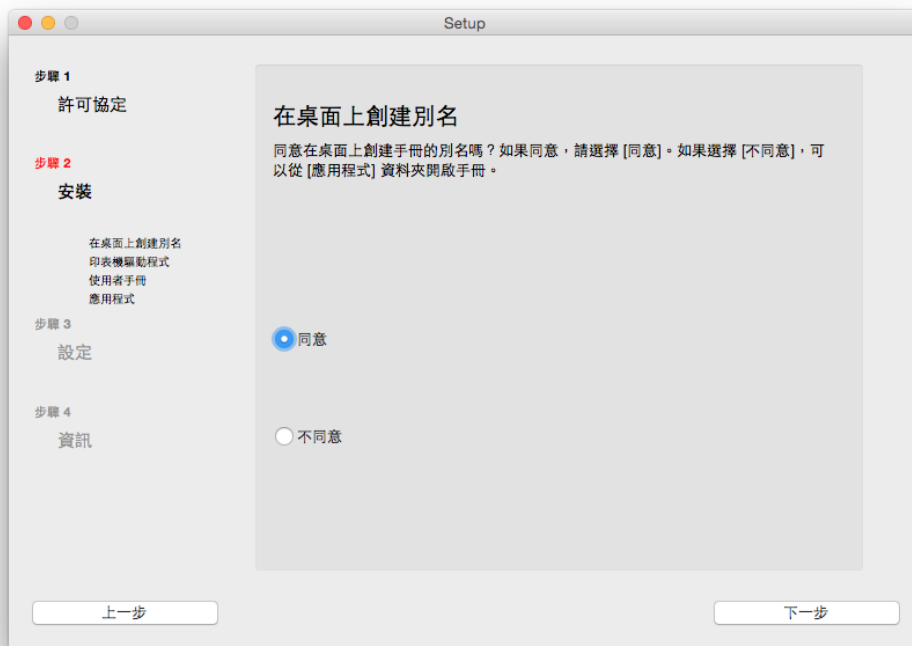 Setup
步驟 1
許可協定
步驟 2
安裝
在桌面上創建別名
印表機驅動程式
使用者手冊
應用程式
步驟 3
設定
步驟 4
資訊
在桌面上創建別名
同意在桌面上創建手冊的別名嗎？如果同意，請選擇 [同意]。如果選擇 [不同意]，可
以從 [應用程式] 資料夾開啟手冊。
同意
不同意
上一步
下一步